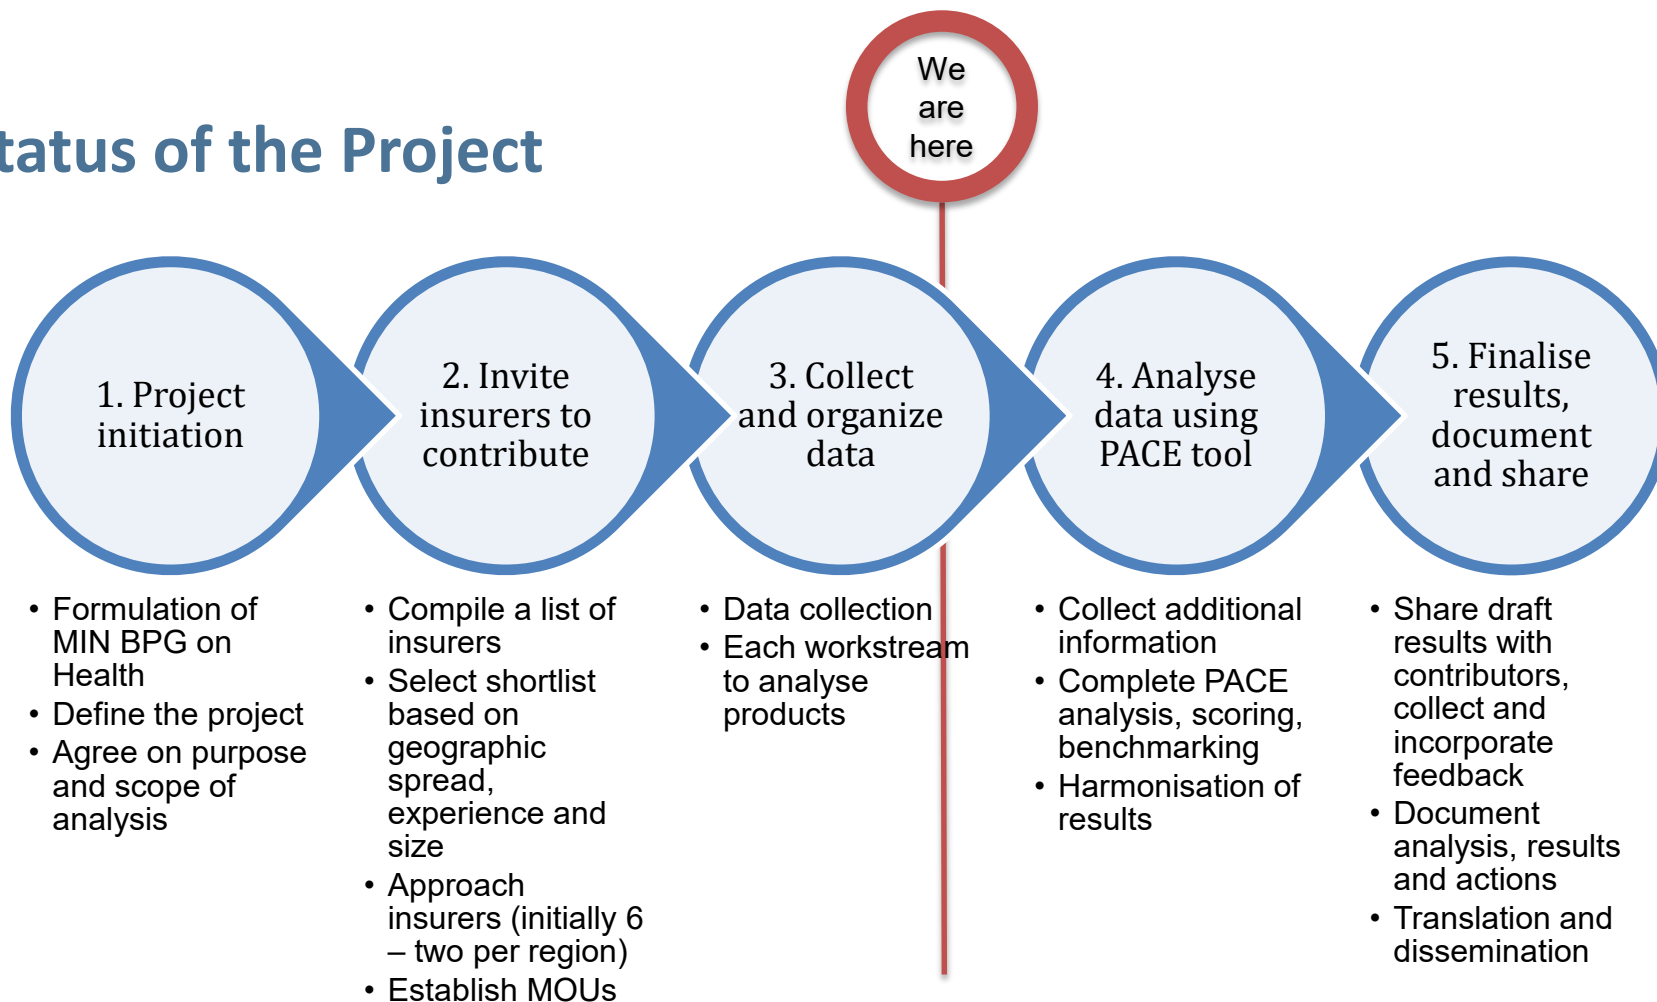 tatus of the Project
We
are
here
1. Project
initiation
2. Invite
insurers to
contribute
3. Collect
and organize
data
4. Analyse
data using
PACE tool
5. Finalise
results,
document
and share
• Formulation of
MIN BPG on
Health
• Define the project
• Agree on purpose
and scope of
analysis
• Compile a list of
insurers
• Select shortlist
based on
geographic
spread,
experience and
size
• Approach
insurers (initially 6
– two per region)
• Establish MOUs
• Data collection
• Each workstream
to analyse
products
• Collect additional
information
• Complete PACE
analysis, scoring,
benchmarking
• Harmonisation of
results
• Share draft
results with
contributors,
collect and
incorporate
feedback
• Document
analysis, results
and actions
• Translation and
dissemination